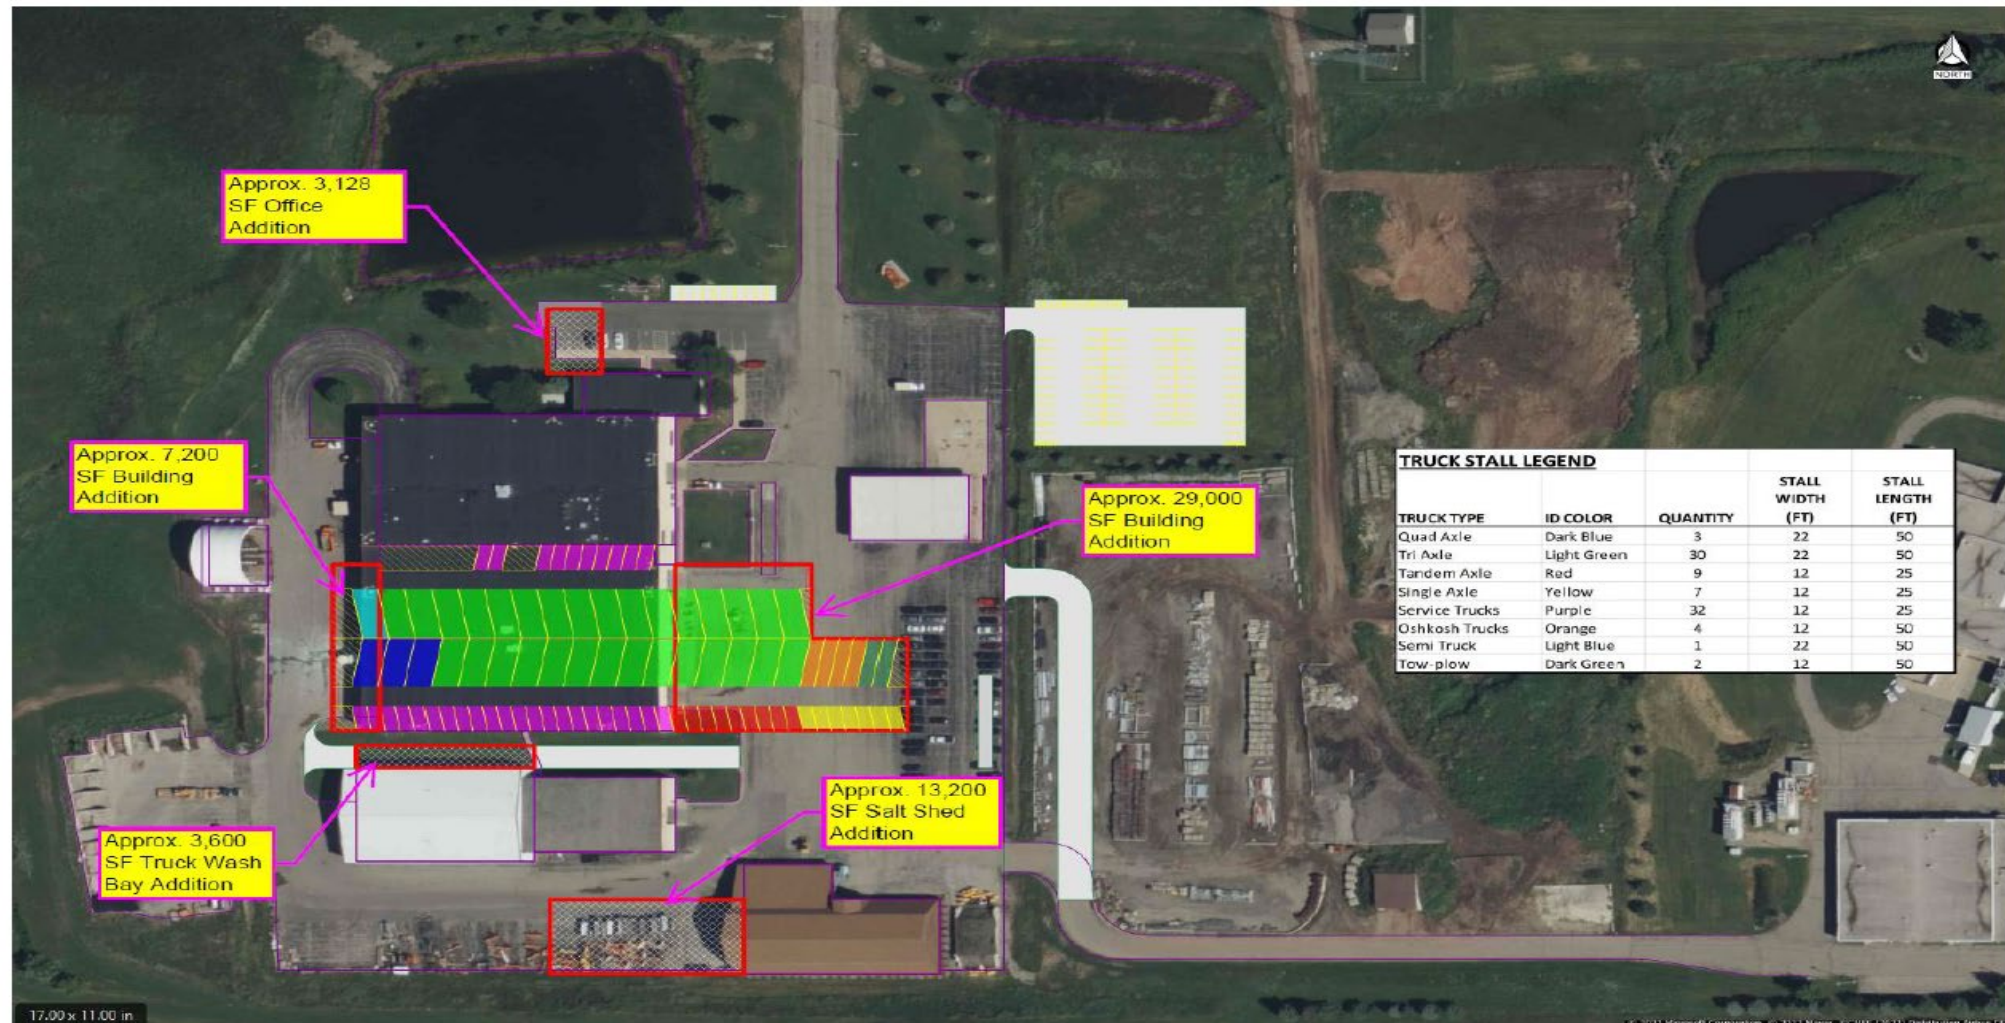 NORTH
Approx. 3,128
SF Office
Addition
Approx. 7,200
SF Building
Addition
Approx. 29,000
SF Building
Addition
TRUCK STALL LEGEND
TRUCK TYPE ID COLOR QUANTITY STALL WIDTH (FT) STALL LENGTH (FT)
Quad Axle Dark Blue 3 22 50
Tri Axle Light Green 30 22 50
Tandem Axle Red 9 12 25
Single Axle Yellow 7 12 25
Service Trucks Purple 32 12 25
Oshkosh Trucks Orange 4 12 50
Semi Truck Light Blue 1 22 50
Tow-plow Dark Green 2 12 50
Approx. 13,200
SF Salt Shed
Addition
Approx. 3,600
SF Truck Wash
Bay Addition
17.00 x 11.00 in